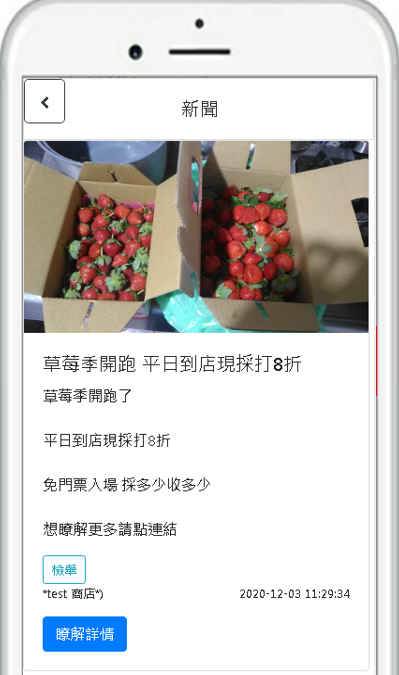 新聞
草莓季開跑 平日到店現採打8折
草莓季開跑了
平日到店現採打8折
免門票入場 採多少收多少
想瞭解更多請點連結
檢舉
*test 商店*)
2020-12-03 11:29:34
瞭解詳情